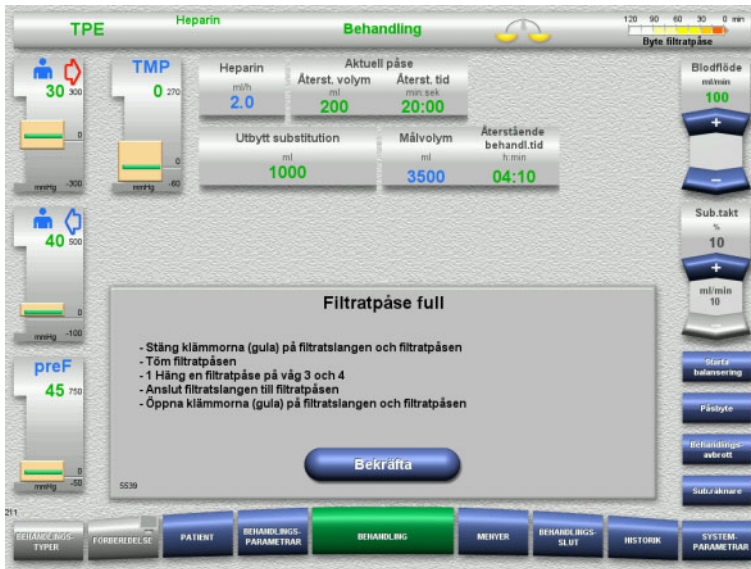 TPE
Heparin
Behandling
120 90 60 30 0 min
Byte filtratpåse
30 300
0
mmHg -300
TMP
0 270
0
mmHg -60
Heparin
ml/h
2.0
Aktuell påse
Återst. volym Återst. tid
ml min:sek
200 20:00
Utbytt substitution
ml
1000
Målvolym
ml
3500
Återstående
behandl.tid
h:min
04:10
Blodflöde
ml/min
100
+
−
40 500
0
mmHg -100
Sub.takt
%
10
+
ml/min
10
−
preF
45 750
0
mmHg -50
Filtratpåse full
- Stäng klämmorna (gula) på filtratslangen och filtratpåsen
- Töm filtratpåsen
- 1 Häng en filtratpåse på våg 3 och 4
- Anslut filtratslangen till filtratpåsen
- Öppna klämmorna (gula) på filtratslangen och filtratpåsen
Bekräfta
5539
Starta
balansering
Påsbyte
Behandlings-
avbrott
Sub.räknare
211
BEHANDLINGS-
TYPER
FÖRBEREDELSE
PATIENT
BEHANDLINGS-
PARAMETRAR
BEHANDLING
MENYER
BEHANDLINGS-
SLUT
HISTORIK
SYSTEM-
PARAMETRAR